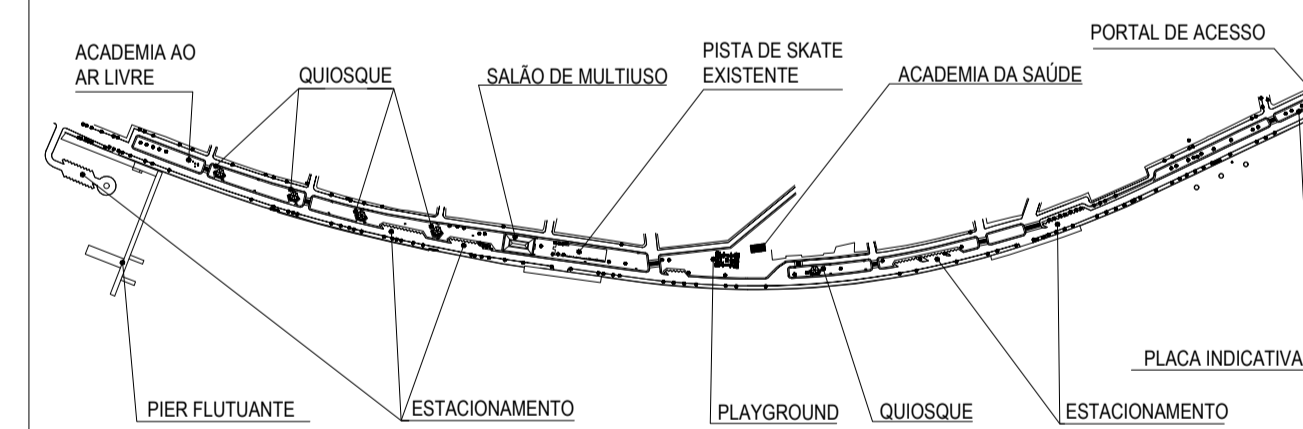 ACADEMIA AO
AR LIVRE
QUIOSQUE
SALÃO DE MULTIUSO
PISTA DE SKATE
EXISTENTE
ACADEMIA DA SAÚDE
PORTAL DE ACESSO
PIER FLUTUANTE
ESTACIONAMENTO
PLAYGROUND
QUIOSQUE
ESTACIONAMENTO
PLACA INDICATIVA